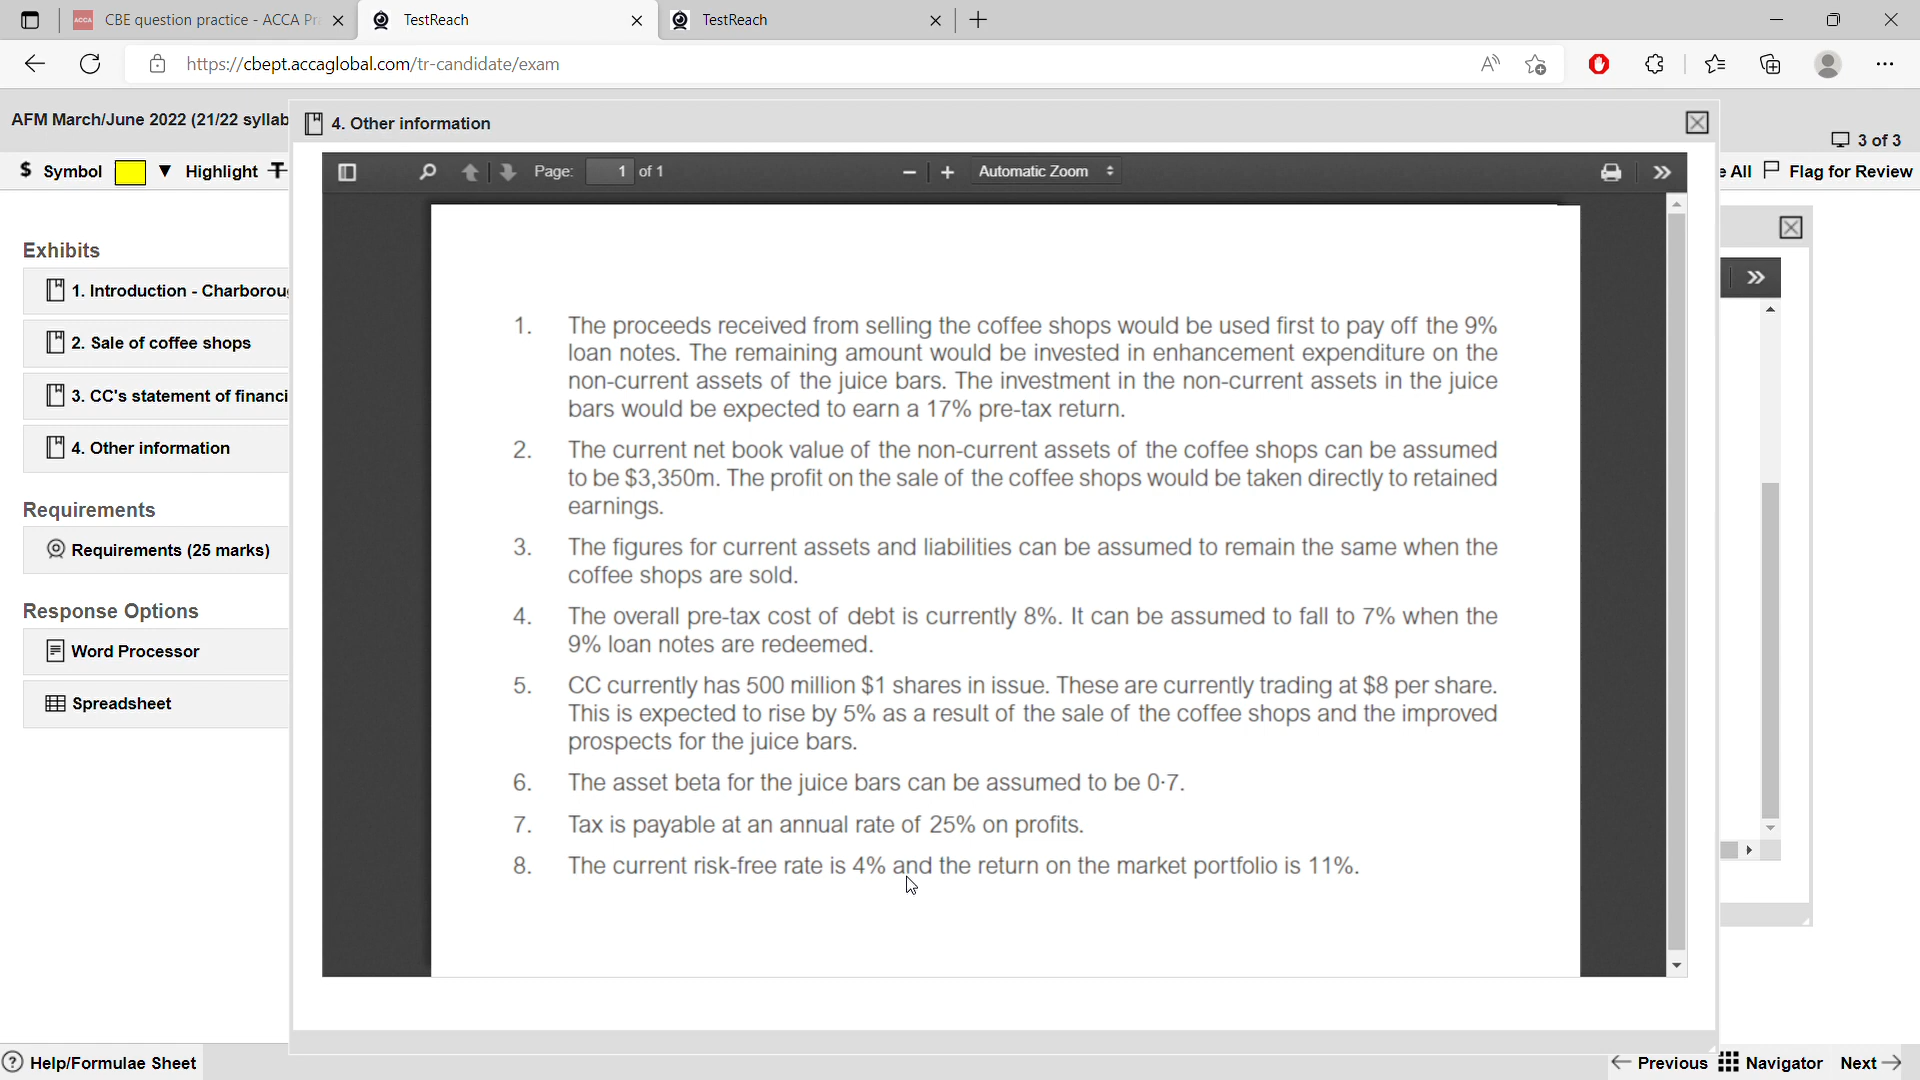 CBE question practice - ACCA Pr
TestReach
TestReach
https://cbept.accaglobal.com/tr-candidate/exam
AFM March/June 2022 (21/22 syllab
4. Other information
3 of 3
$ Symbol
Highlight
e All
Flag for Review
Page: 1 of 1
Automatic Zoom
Exhibits
1. Introduction - Charborou
2. Sale of coffee shops
3. CC's statement of financi
4. Other information
Requirements
Requirements (25 marks)
Response Options
Word Processor
Spreadsheet
1. The proceeds received from selling the coffee shops would be used first to pay off the 9%
loan notes. The remaining amount would be invested in enhancement expenditure on the
non-current assets of the juice bars. The investment in the non-current assets in the juice
bars would be expected to earn a 17% pre-tax return.
2. The current net book value of the non-current assets of the coffee shops can be assumed
to be $3,350m. The profit on the sale of the coffee shops would be taken directly to retained
earnings.
3. The figures for current assets and liabilities can be assumed to remain the same when the
coffee shops are sold.
4. The overall pre-tax cost of debt is currently 8%. It can be assumed to fall to 7% when the
9% loan notes are redeemed.
5. CC currently has 500 million $1 shares in issue. These are currently trading at $8 per share.
This is expected to rise by 5% as a result of the sale of the coffee shops and the improved
prospects for the juice bars.
6. The asset beta for the juice bars can be assumed to be 0·7.
7. Tax is payable at an annual rate of 25% on profits.
8. The current risk-free rate is 4% and the return on the market portfolio is 11%.
Help/Formulae Sheet
Previous
Navigator
Next